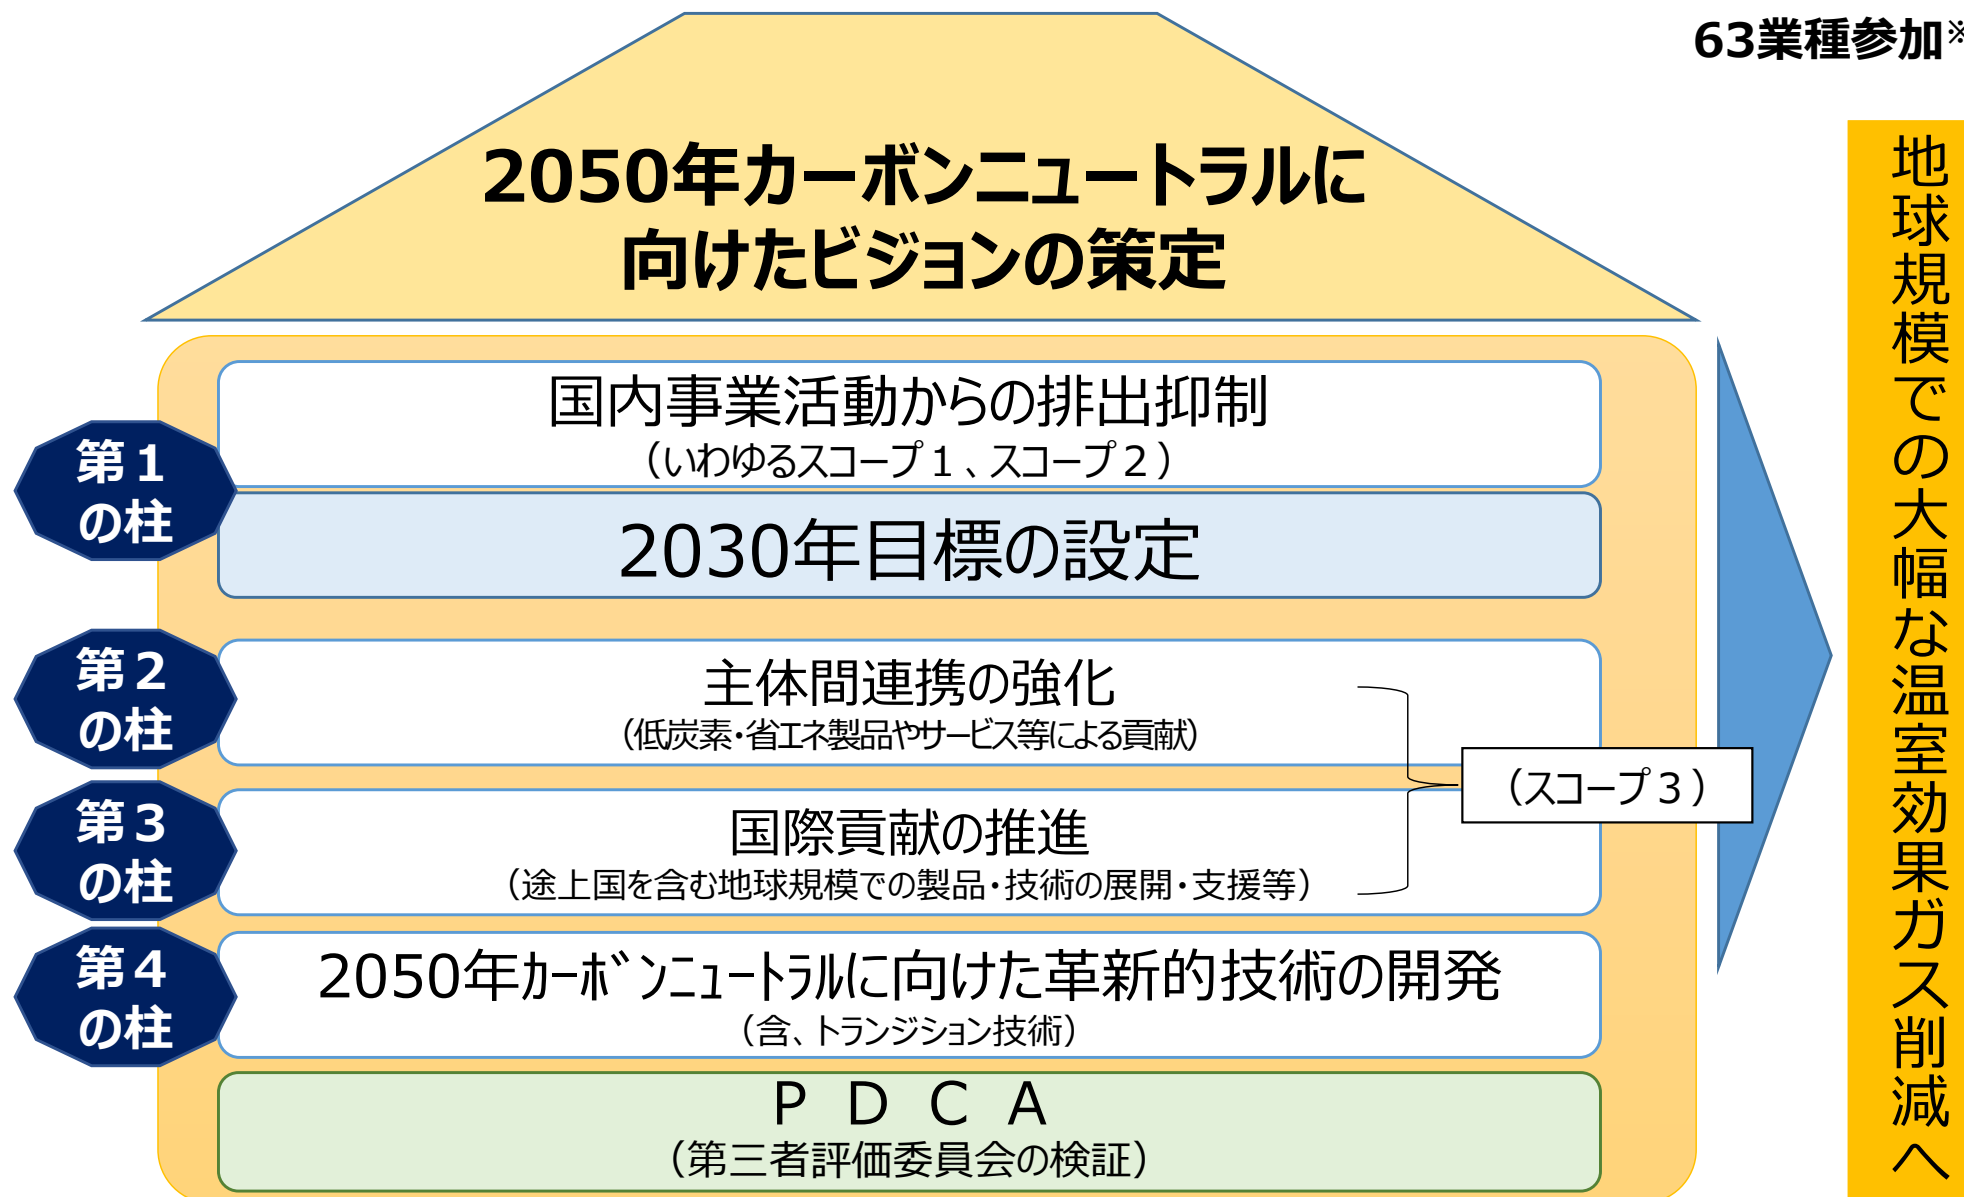 63業種参加※
2050年カーボンニュートラルに
向けたビジョンの策定
第１
の柱
国内事業活動からの排出抑制
（いわゆるスコープ１、スコープ２）
2030年目標の設定
第２
の柱
主体間連携の強化
（低炭素・省エネ製品やサービス等による貢献）
（スコープ３）
第３
の柱
国際貢献の推進
（途上国を含む地球規模での製品・技術の展開・支援等）
第４
の柱
2050年ｶｰﾎﾞﾝﾆｭｰﾄﾗﾙに向けた革新的技術の開発
（含、トランジション技術）
Ｐ Ｄ Ｃ Ａ
（第三者評価委員会の検証）
地球規模での大幅な温室効果ガス削減へ